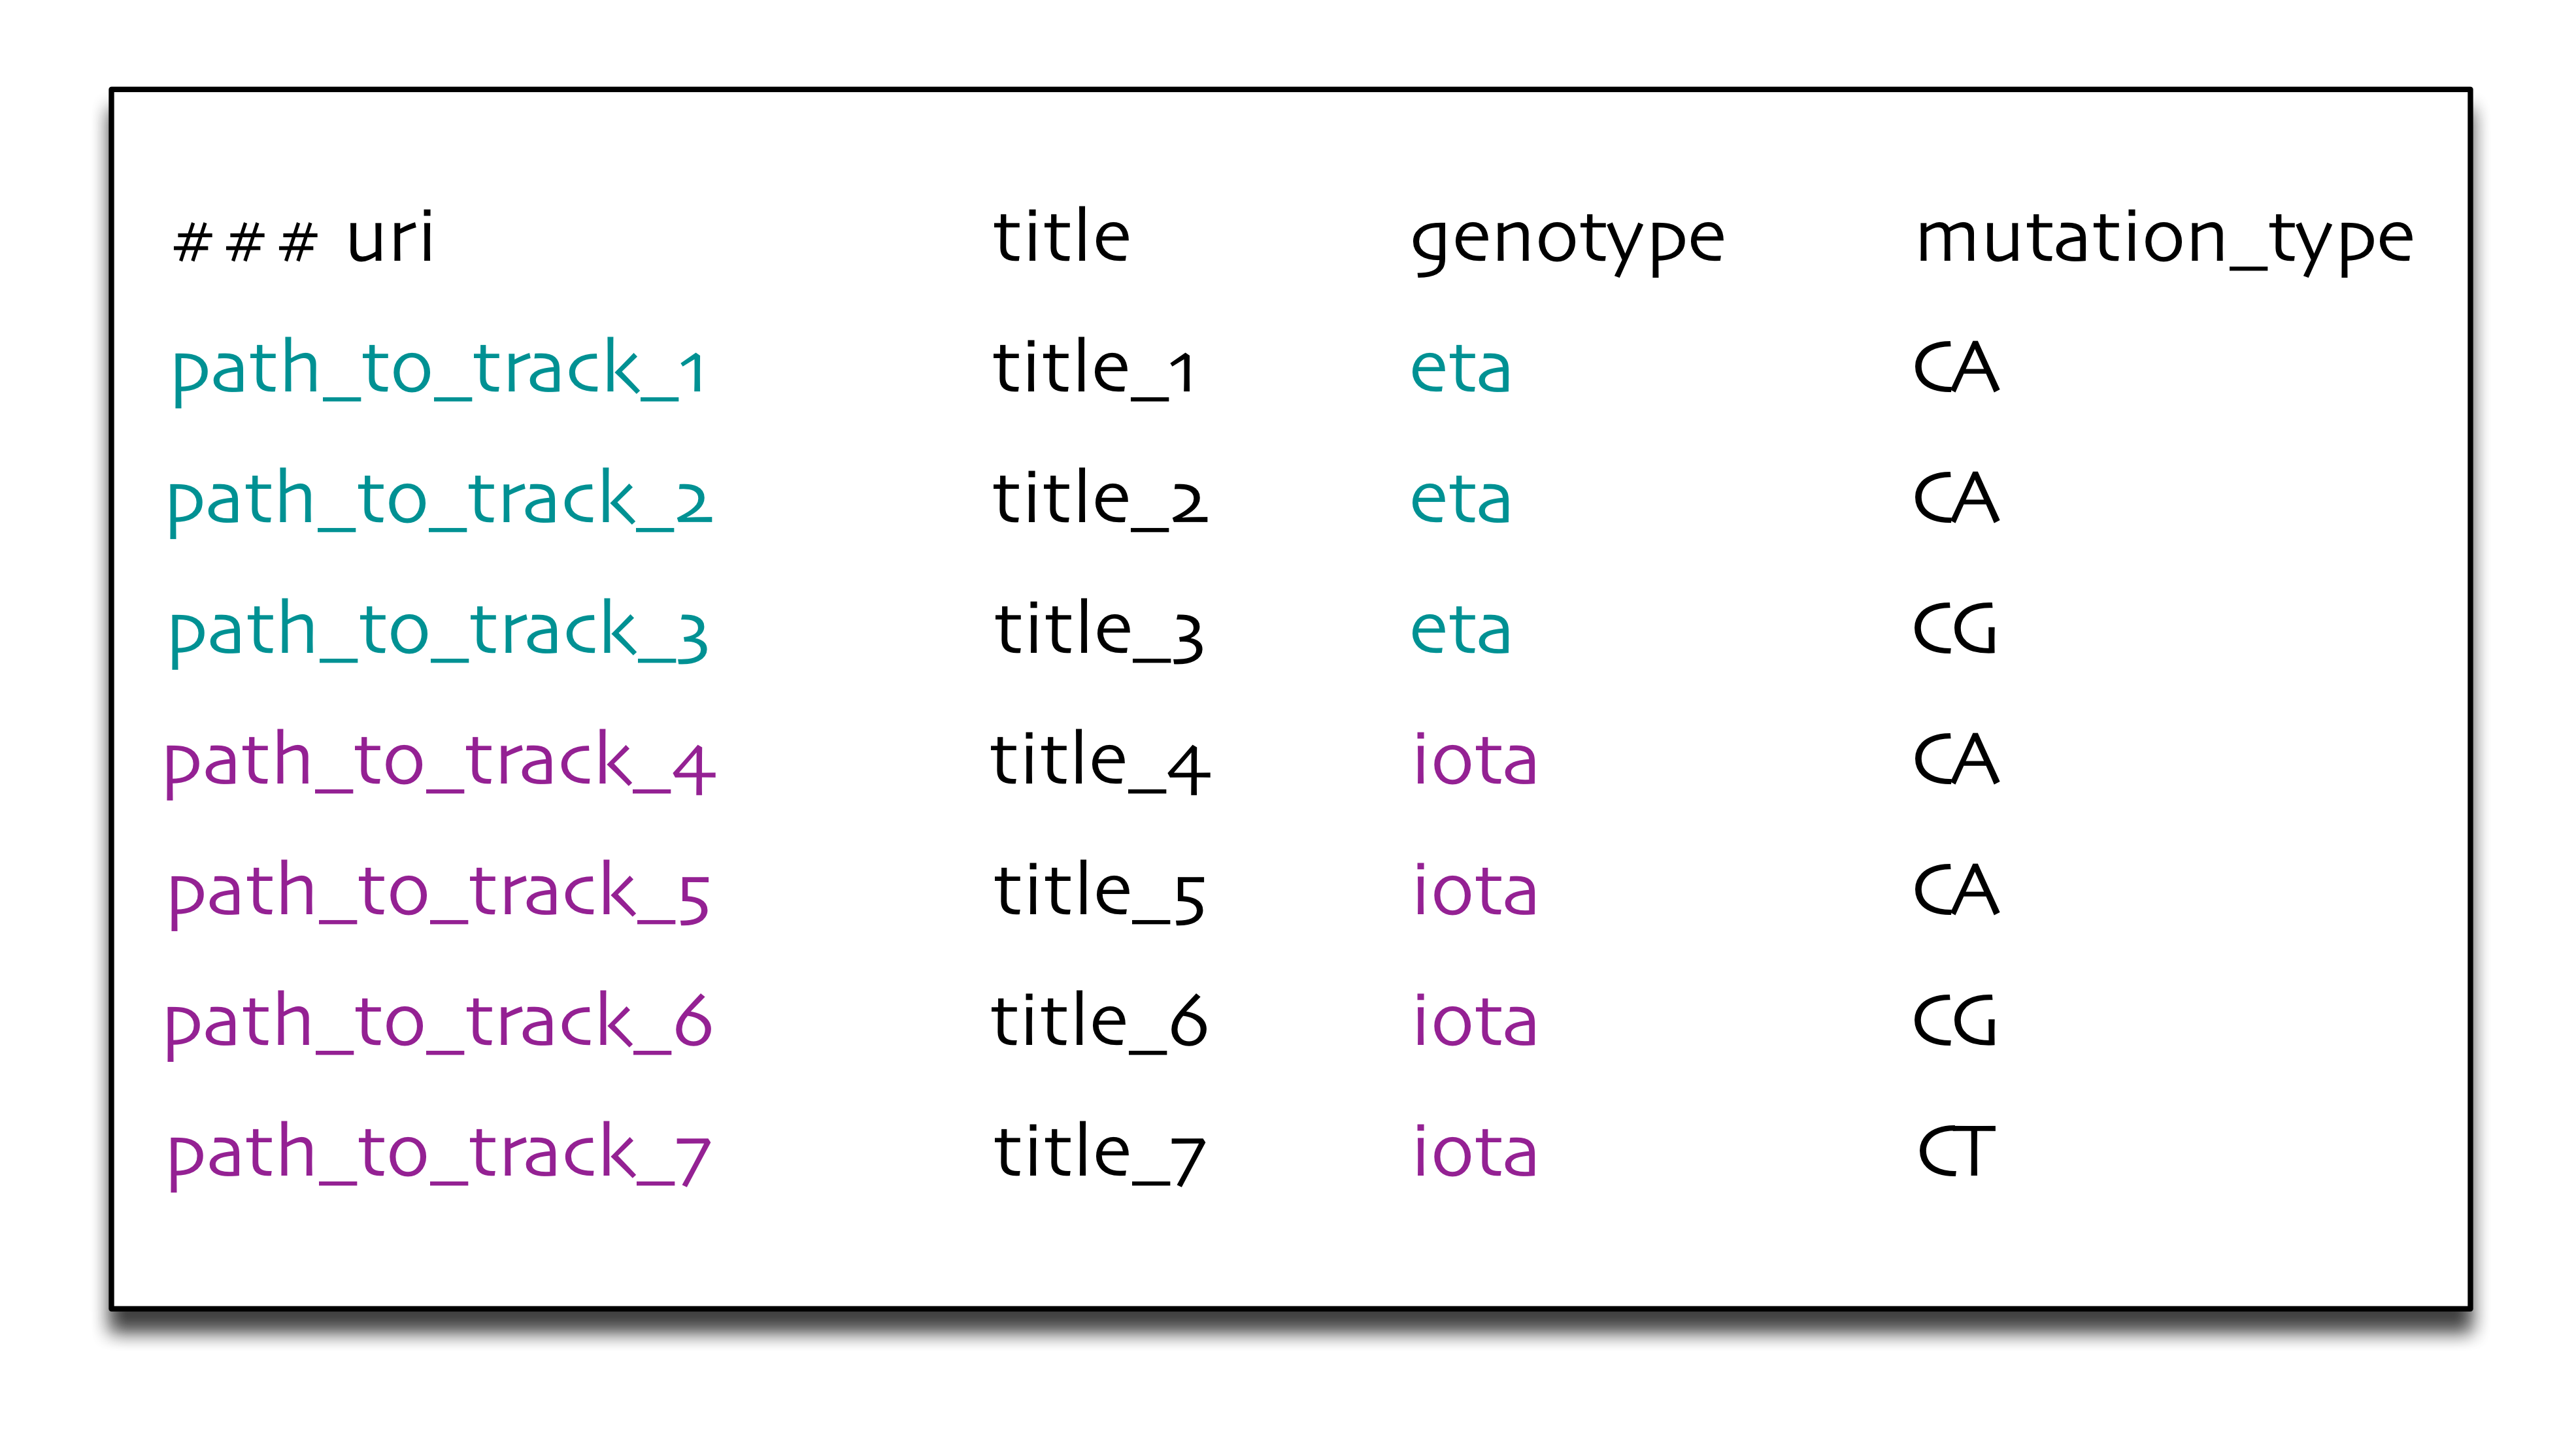 ### uri title genotype mutation_type
path_to_track_1 title_1 eta CA
path_to_track_2 title_2 eta CA
path_to_track_3 title_3 eta CG
path_to_track_4 title_4 iota CA
path_to_track_5 title_5 iota CA
path_to_track_6 title_6 iota CG
path_to_track_7 title_7 iota CT